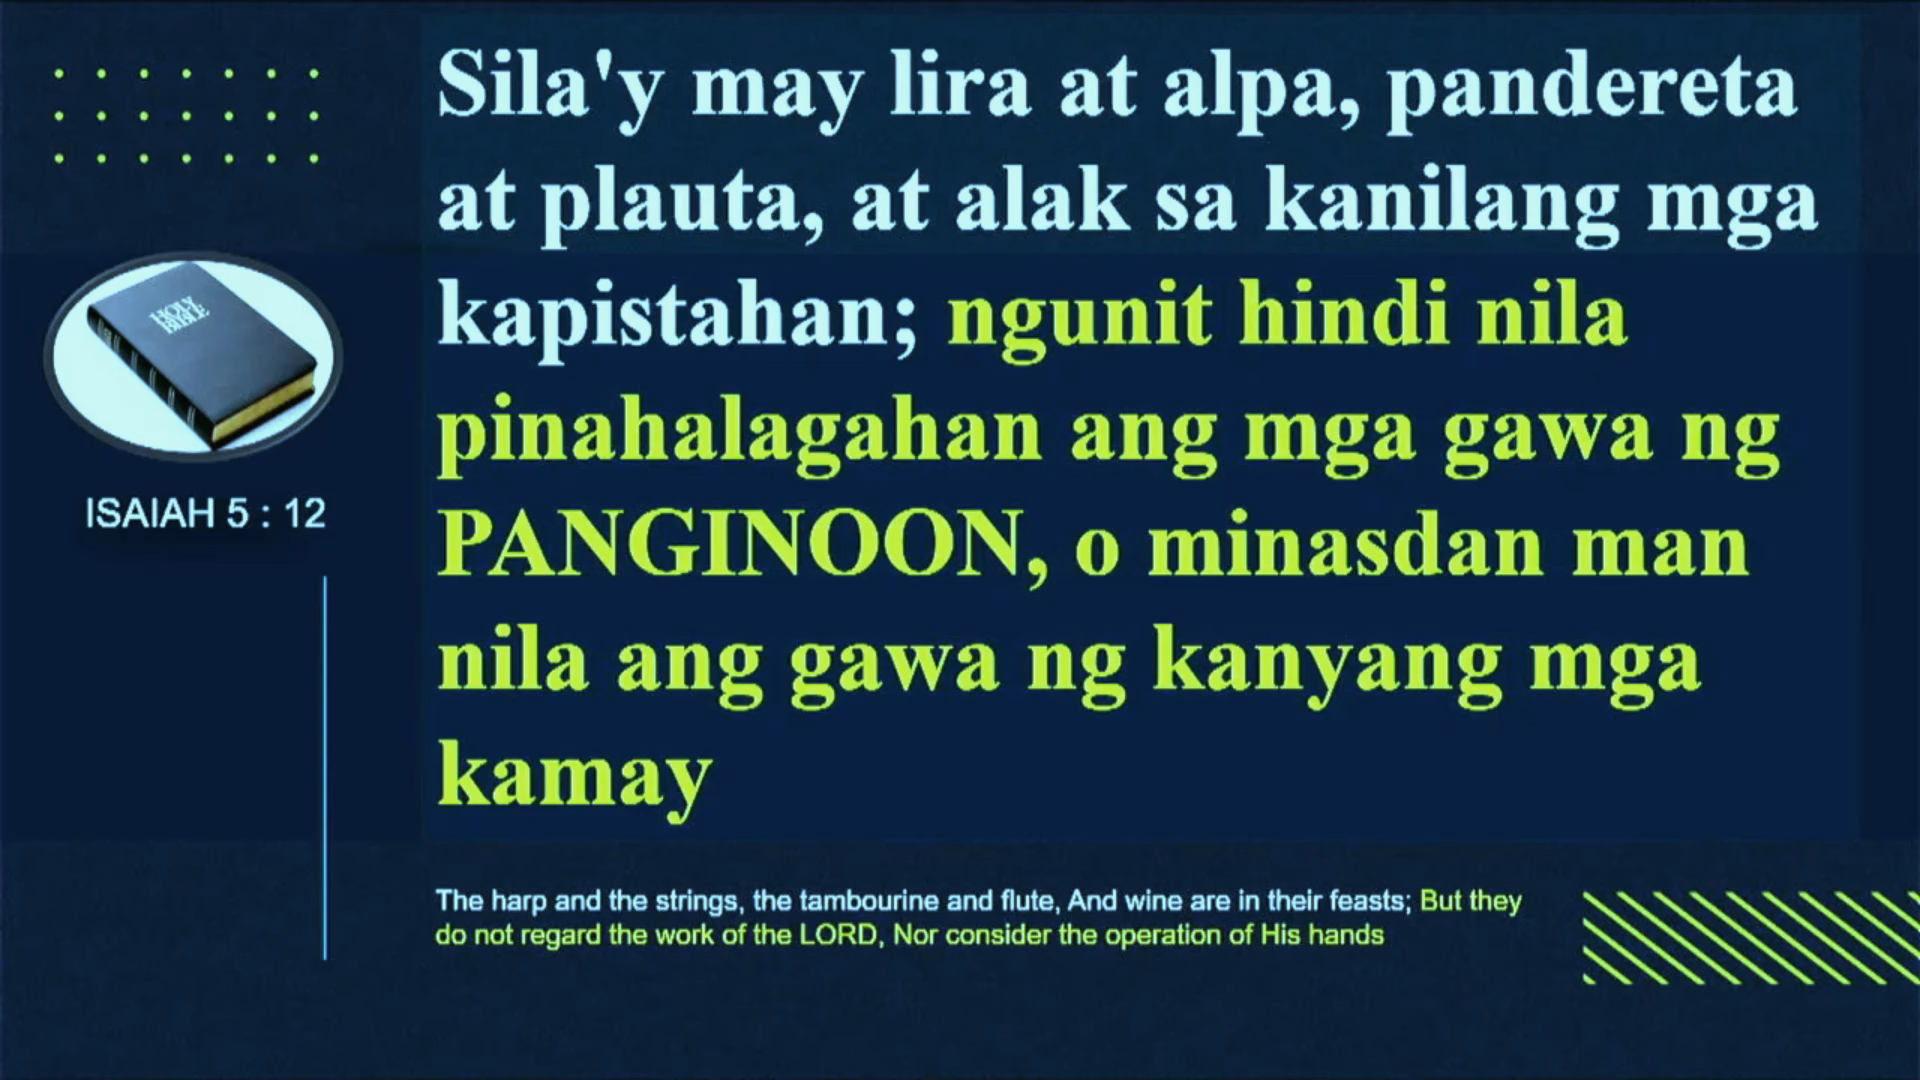 Sila'y may lira at alpa, pandereta
at plauta, at alak sa kanilang mga
kapistahan; ngunit hindi nila
pinahalagahan ang mga gawa ng
PANGINOON, o minasdan man
nila ang gawa ng kanyang mga
kamay
HOLY
BIBLE
ISAIAH 5 : 12
The harp and the strings, the tambourine and flute, And wine are in their feasts; But they
do not regard the work of the LORD, Nor consider the operation of His hands